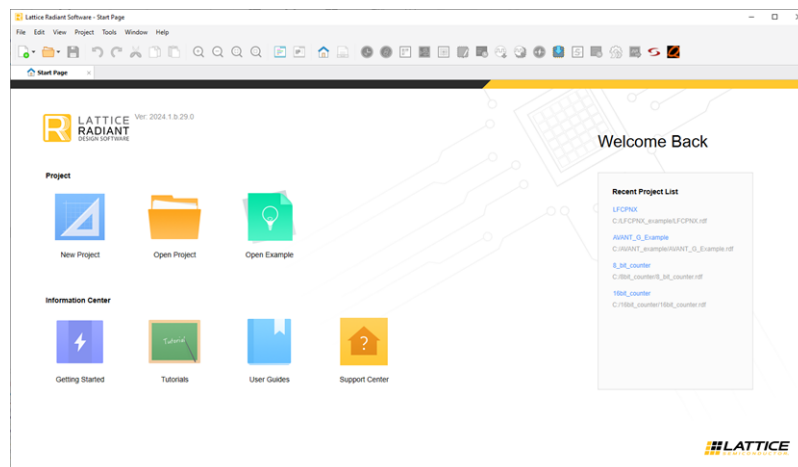 Lattice Radiant Software - Start Page
File Edit View Project Tools Window Help
Start Page
LATTICE
RADIANT
DESIGN SOFTWARE
Ver. 2024.1.b.29.0
Welcome Back
Project
New Project
Open Project
Open Example
Recent Project List
LFCPNX
C:/LFCPNX_example/LFCPNX.rdf
AVANT_G_Example
C:/AVANT_example/AVANT_G_Example.rdf
8_bit_counter
C:/8bit_counter/8_bit_counter.rdf
16bit_counter
C:/16bit_counter/16bit_counter.rdf
Information Center
Tutorial
Getting Started
Tutorials
User Guides
Support Center
LATTICE
SEMICONDUCTOR